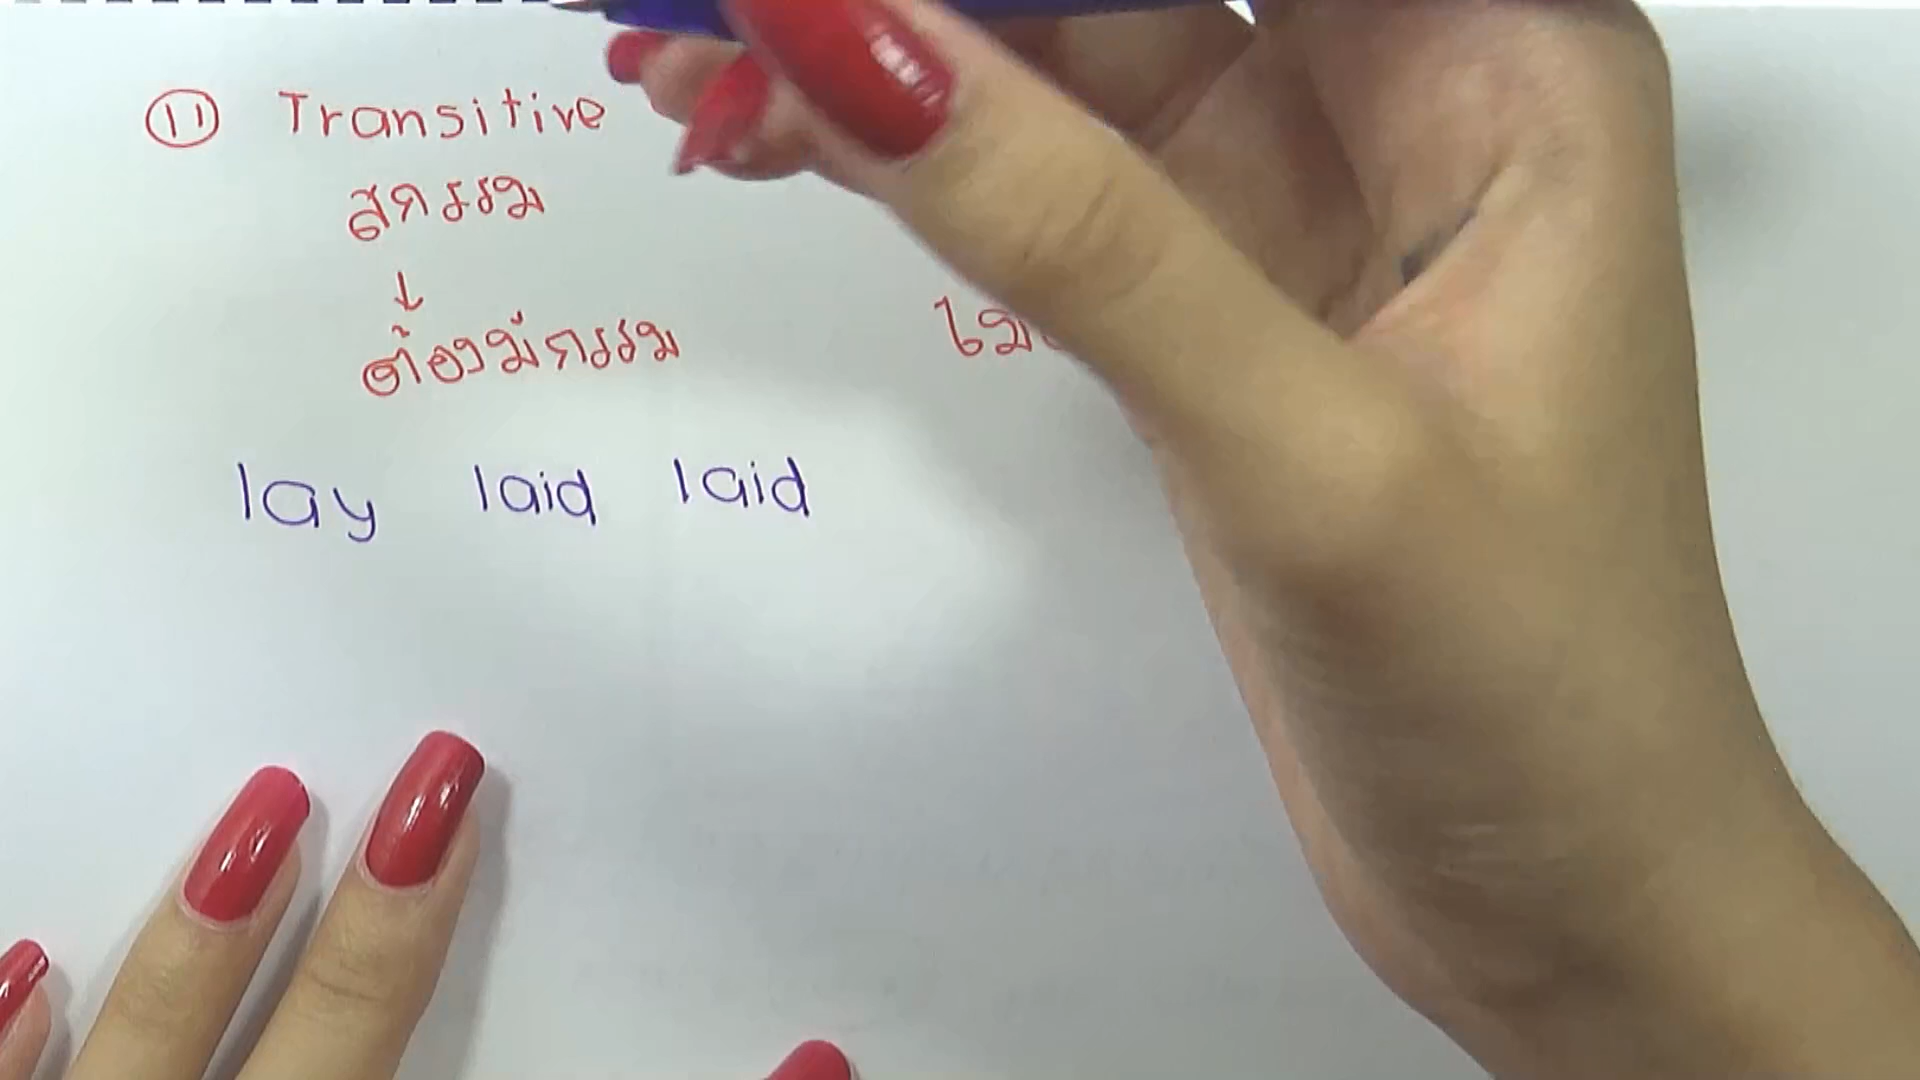 11 Transitive
สกรรม
↓
ต้องมีกรรม
lay laid laid